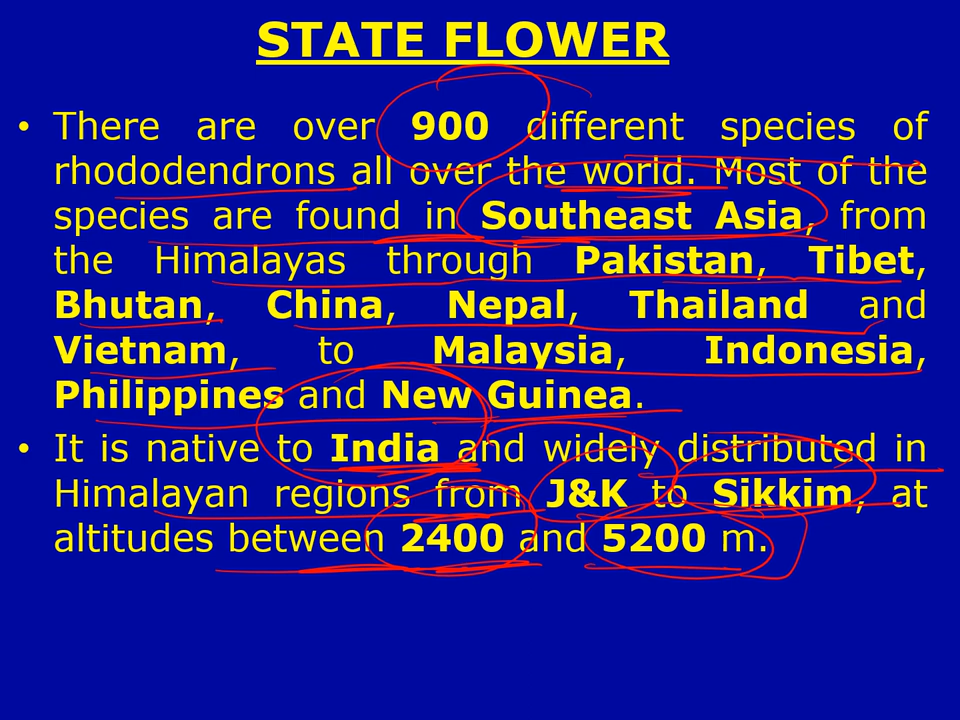 STATE FLOWER
• There are over 900 different species of
rhododendrons all over the world. Most of the
species are found in Southeast Asia, from
the Himalayas through Pakistan, Tibet,
Bhutan, China, Nepal, Thailand and
Vietnam, to Malaysia, Indonesia,
Philippines and New Guinea.
• It is native to India and widely distributed in
Himalayan regions from J&K to Sikkim, at
altitudes between 2400 and 5200 m.